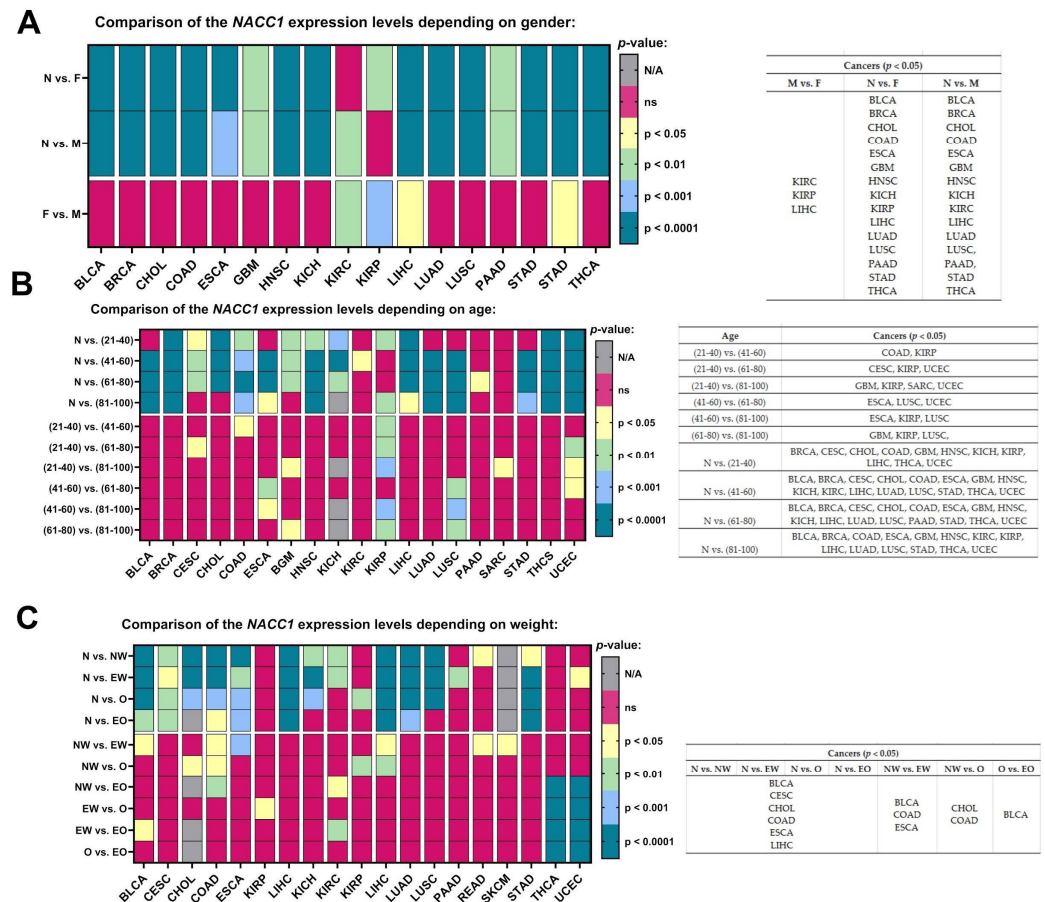 A
Comparison of the NACC1 expression levels depending on gender:
N vs. F
N vs. M
F vs. M
BLCA BRCA CHOL COAD ESCA GBM HNSC KICH KIRC KIRP LIHC LUAD LUSC PAAD STAD STAD THCA
p-value:
N/A
ns
p < 0.05
p < 0.01
p < 0.001
p < 0.0001
Cancers (p < 0.05)
M vs. F N vs. F N vs. M
BLCA BLCA
BRCA BRCA
CHOL CHOL
COAD COAD
ESCA ESCA
GBM GBM
KIRC HNSC HNSC
KIRP KICH KICH
LIHC KIRP KIRC
LIHC LIHC
LUAD LUAD
LUSC LUSC,
PAAD PAAD,
STAD STAD
THCA THCA
B
Comparison of the NACC1 expression levels depending on age:
N vs. (21-40)
N vs. (41-60)
N vs. (61-80)
N vs. (81-100)
(21-40) vs. (41-60)
(21-40) vs. (61-80)
(21-40) vs. (81-100)
(41-60) vs. (61-80)
(41-60) vs. (81-100)
(61-80) vs. (81-100)
BLCA BRCA CESC CHOL COAD ESCA BGM HNSC KICH KIRC KIRP LIHC LUAD LUSC PAAD SARC STAD THCS UCEC
p-value:
N/A
ns
p < 0.05
p < 0.01
p < 0.001
p < 0.0001
Age Cancers (p < 0.05)
(21-40) vs. (41-60) COAD, KIRP
(21-40) vs. (61-80) CESC, KIRP, UCEC
(21-40) vs. (81-100) GBM, KIRP, SARC, UCEC
(41-60) vs. (61-80) ESCA, LUSC, UCEC
(41-60) vs. (81-100) ESCA, KIRP, LUSC
(61-80) vs. (81-100) GBM, KIRP, LUSC,
N vs. (21-40) BRCA, CESC, CHOL, COAD, GBM, HNSC, KICH, KIRP,
LIHC, THCA, UCEC
N vs. (41-60) BLCA, BRCA, CESC, CHOL, COAD, ESCA, GBM, HNSC,
KICH, KIRC, LIHC, LUAD, LUSC, STAD, THCA, UCEC
N vs. (61-80) BLCA, BRCA, CESC, CHOL, COAD, ESCA, GBM, HNSC,
KICH, LIHC, LUAD, LUSC, PAAD, STAD, THCA, UCEC
N vs. (81-100) BLCA, BRCA, COAD, ESCA, GBM, HNSC, KIRC, KIRP,
LIHC, LUAD, LUSC, STAD, THCA, UCEC
C
Comparison of the NACC1 expression levels depending on weight:
N vs. NW
N vs. EW
N vs. O
N vs. EO
NW vs. EW
NW vs. O
NW vs. EO
EW vs. O
EW vs. EO
O vs. EO
BLCA CESC CHOL COAD ESCA KIRP LIHC KICH KIRC KIRP LIHC LUAD LUSC PAAD READ SKCM STAD THCA UCEC
p-value:
N/A
ns
p < 0.05
p < 0.01
p < 0.001
p < 0.0001
Cancers (p < 0.05)
N vs. NW N vs. EW N vs. O N vs. EO NW vs. EW NW vs. O O vs. EO
BLCA
CESC
CHOL
COAD
ESCA
LIHC
BLCA
COAD
ESCA
CHOL
COAD
BLCA